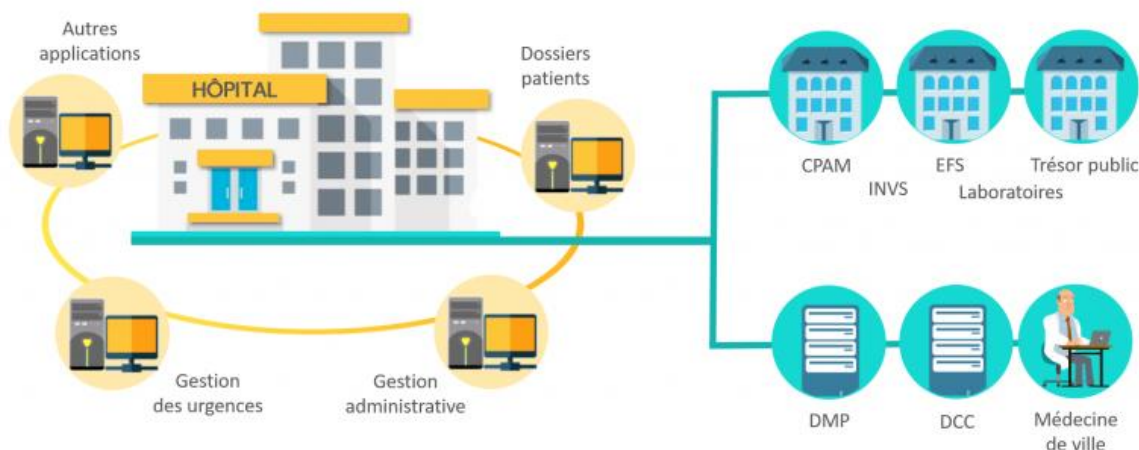 Autres
applications
HÔPITAL
Dossiers
patients
CPAM
EFS
Trésor public
INVS
Laboratoires
Gestion
des urgences
Gestion
administrative
DMP
DCC
Médecine
de ville